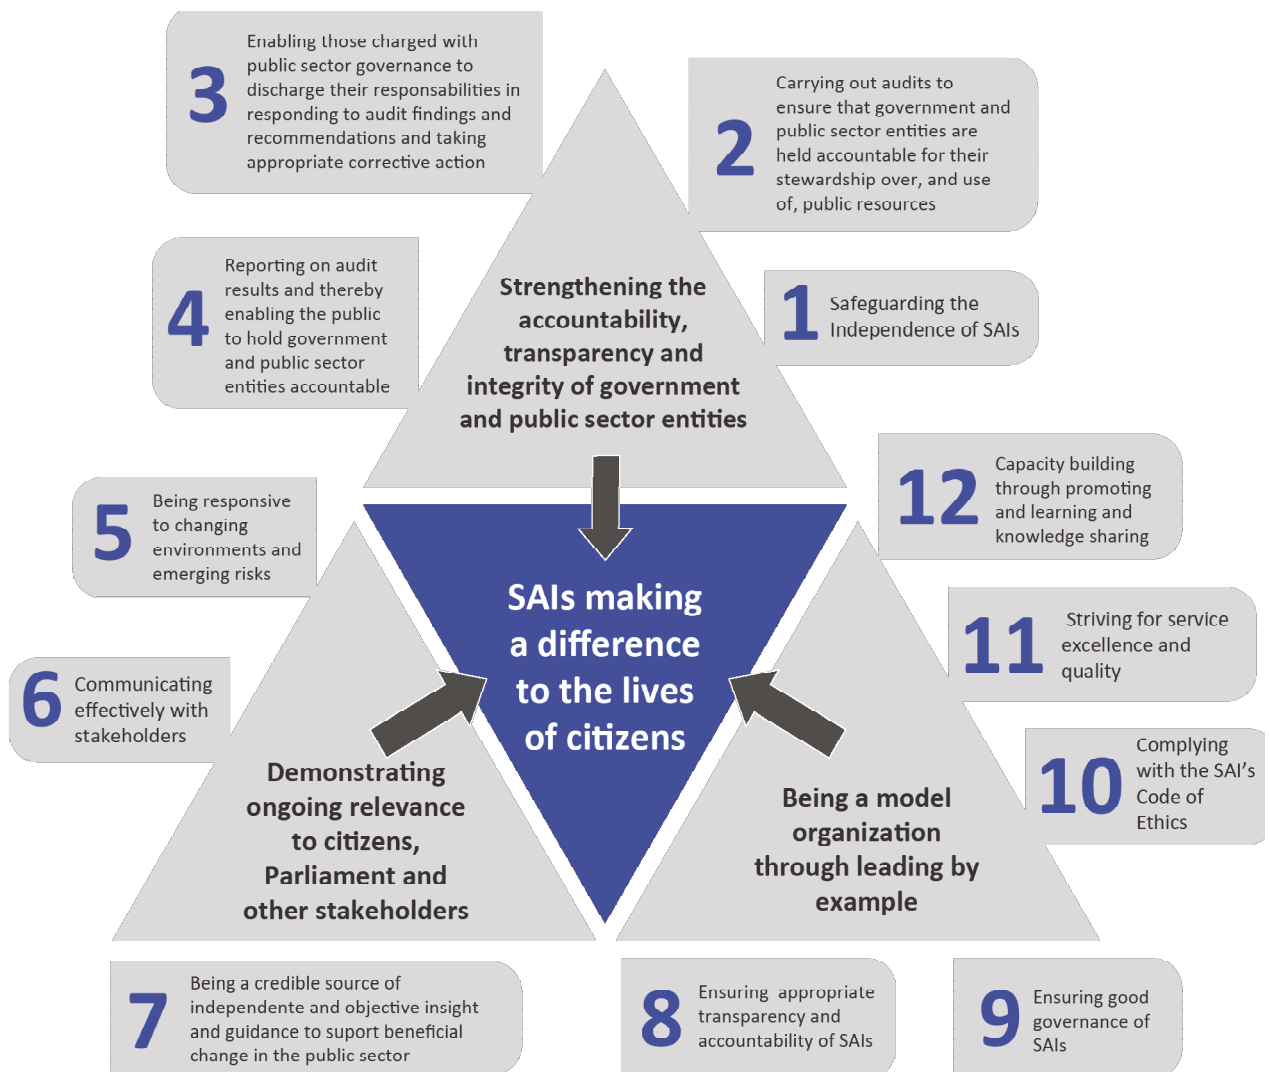 3
Enabling those charged with
public sector governance to
discharge their responsabilities in
responding to audit findings and
recommendations and taking
appropriate corrective action
2
Carrying out audits to
ensure that government and
public sector entities are
held accountable for their
stewardship over, and use
of, public resources
4
Reporting on audit
results and thereby
enabling the public
to hold government
and public sector
entities accountable
Strengthening the
accountability,
transparency and
integrity of government
and public sector entities
1
Safeguarding the
Independence of SAIs
5
Being responsive
to changing
environments and
emerging risks
12
Capacity building
through promoting
and learning and
knowledge sharing
SAIs making
a difference
to the lives
of citizens
11
Striving for service
excellence and
quality
6
Communicating
effectively with
stakeholders
10
Complying
with the SAI's
Code of
Ethics
Demonstrating
ongoing relevance
to citizens,
Parliament and
other stakeholders
Being a model
organization
through leading by
example
7
Being a credible source of
independente and objective insight
and guidance to suport beneficial
change in the public sector
8
Ensuring appropriate
transparency and
accountability of SAIs
9
Ensuring good
governance of
SAIs